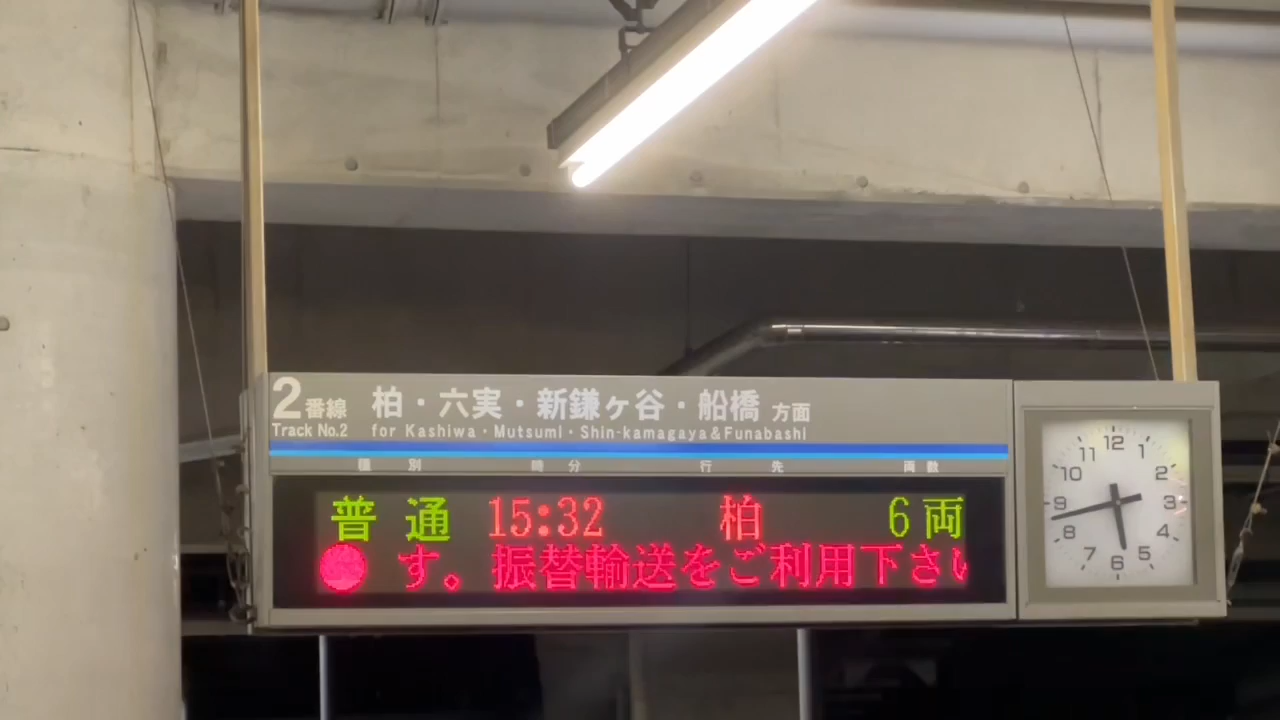 2番線 柏・六実・新鎌ヶ谷・船橋 方面
Track No.2 for Kashiwa・Mutsumi・Shin-kamagaya&Funabashi
種別 時分 行先 両数
普通 15:32 柏 6両
す。振替輸送をご利用下さい
12
1
2
3
4
5
6
7
8
9
10
11